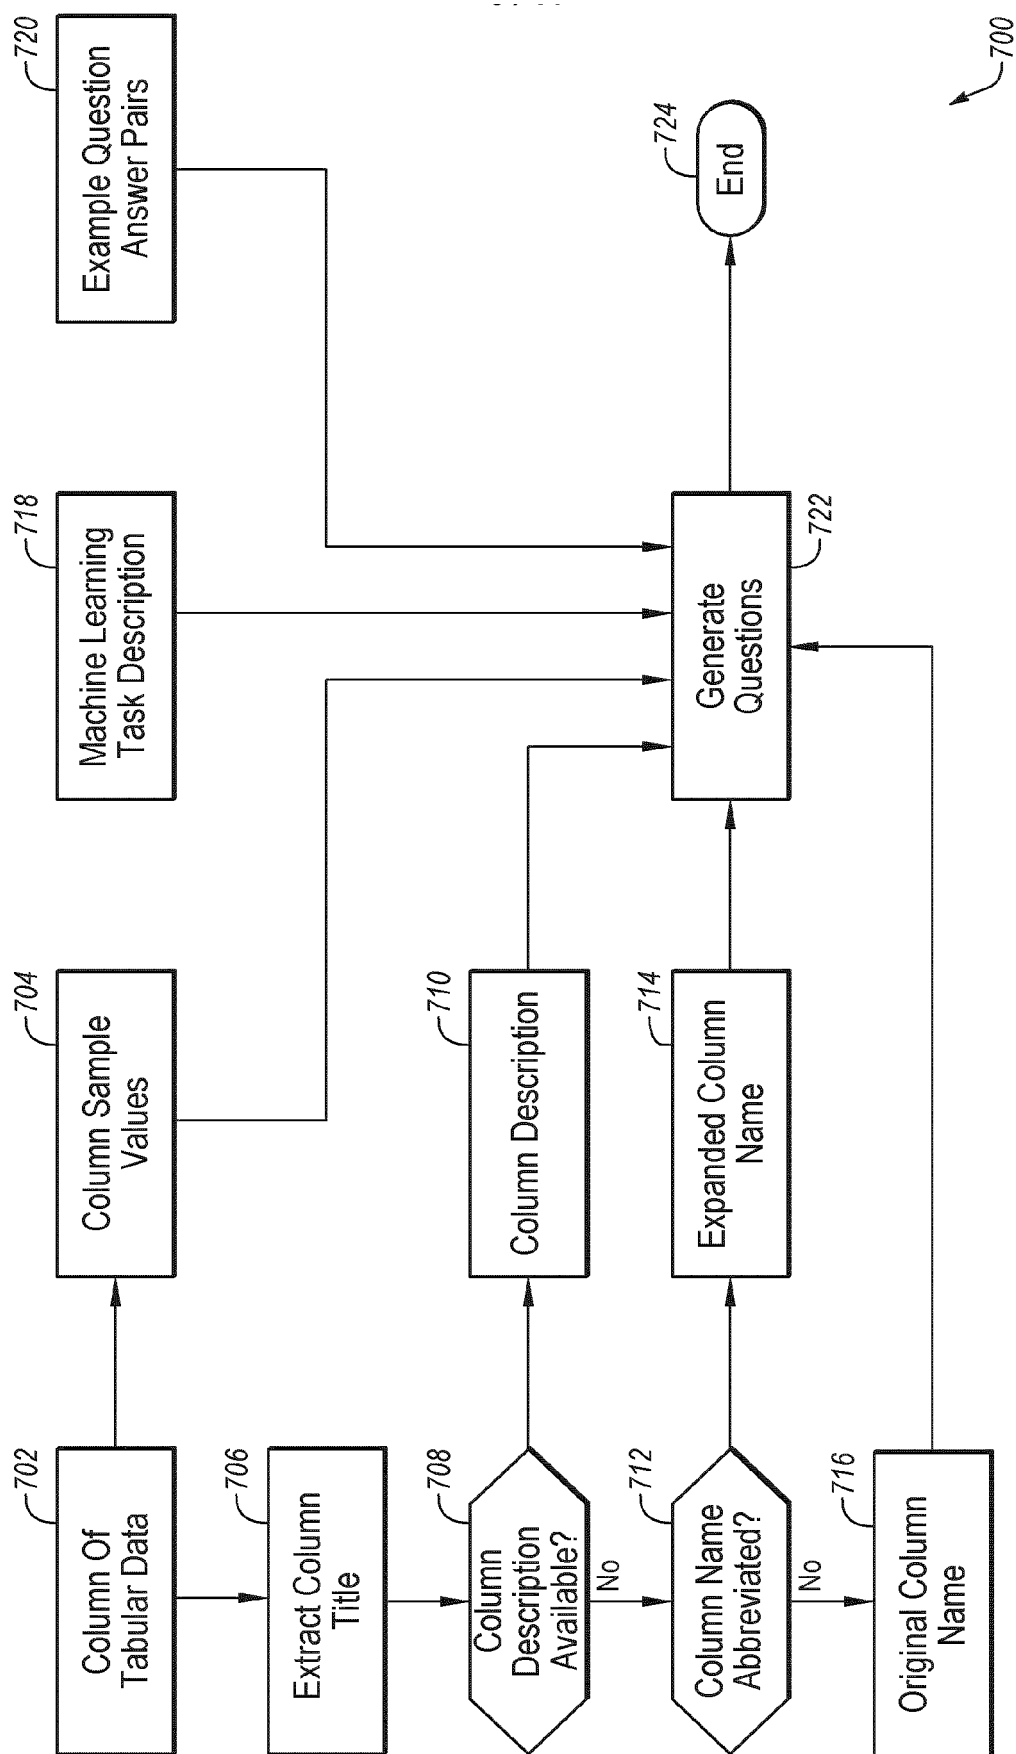 720
Example Question
Answer Pairs
718
Machine Learning
Task Description
704
Column Sample
Values
702
Column Of
Tabular Data
706
Extract Column
Title
708
Column
Description
Available?
No
710
Column Description
712
Column Name
Abbreviated?
No
714
Expanded Column
Name
716
Original Column
Name
Generate
Questions
722
724
End
700